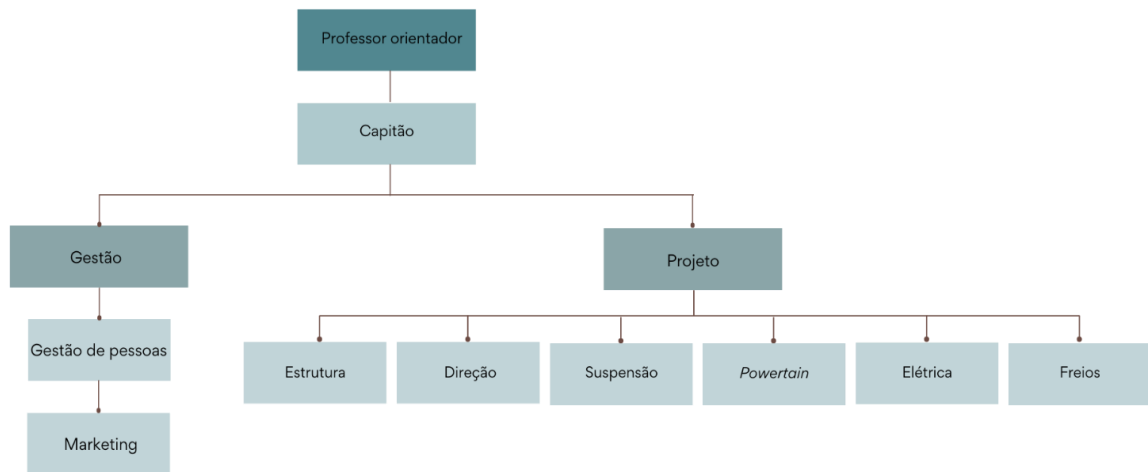 Professor orientador
Capitão
Gestão
Projeto
Gestão de pessoas
Marketing
Estrutura
Direção
Suspensão
Powertain
Elétrica
Freios